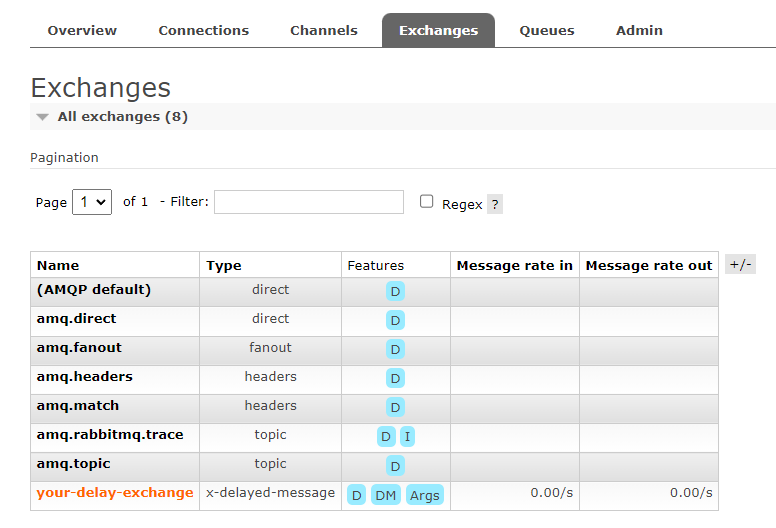 Overview Connections Channels Exchanges Queues Admin
Exchanges
All exchanges (8)
Pagination
Page 1 of 1 - Filter: Regex ?
Name Type Features Message rate in Message rate out +/-
(AMQP default) direct D
amq.direct direct D
amq.fanout fanout D
amq.headers headers D
amq.match headers D
amq.rabbitmq.trace topic D I
amq.topic topic D
your-delay-exchange x-delayed-message D DM Args 0.00/s 0.00/s